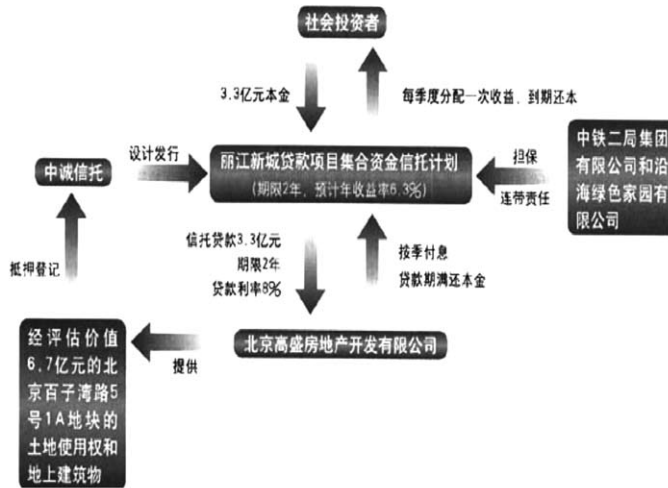 社会投资者
3.3亿元本金
每季度分配一次收益、到期还本
中诚信托
设计发行
丽江新城贷款项目集合资金信托计划
(期限2年、预计年收益率6.3%)
担保
连带责任
中铁二局集团
有限公司和沿
海绿色家园有
限公司
抵押登记
信托贷款3.3亿元
期限2年
贷款利率8%
按季付息
贷款期满还本金
经评估价值
6.7亿元的北
京百子湾路5
号1A地块的
土地使用权和
地上建筑物
提供
北京高盛房地产开发有限公司